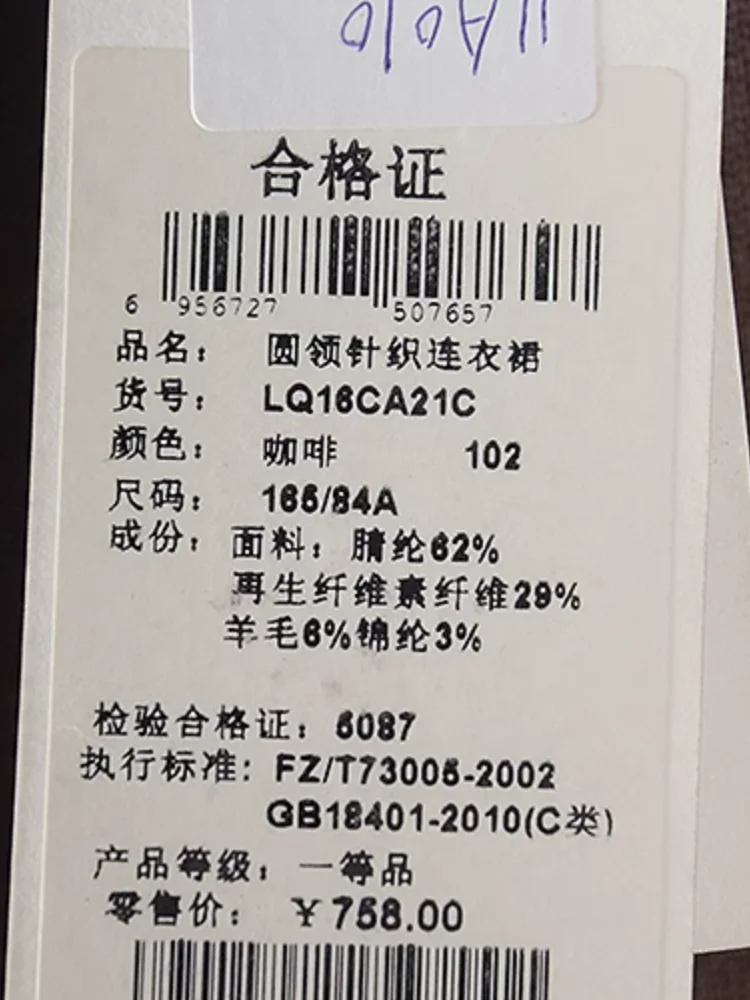 合格证
6 956727 507657
品名： 圆领针织连衣裙
货号： LQ16CA21C
颜色： 咖啡 102
尺码： 165/84A
成份： 面料：腈纶62%
再生纤维素纤维29%
羊毛6%锦纶3%
检验合格证：6087
执行标准：FZ/T73005-2002
GB18401-2010(C类)
产品等级：一等品
零售价：￥758.00